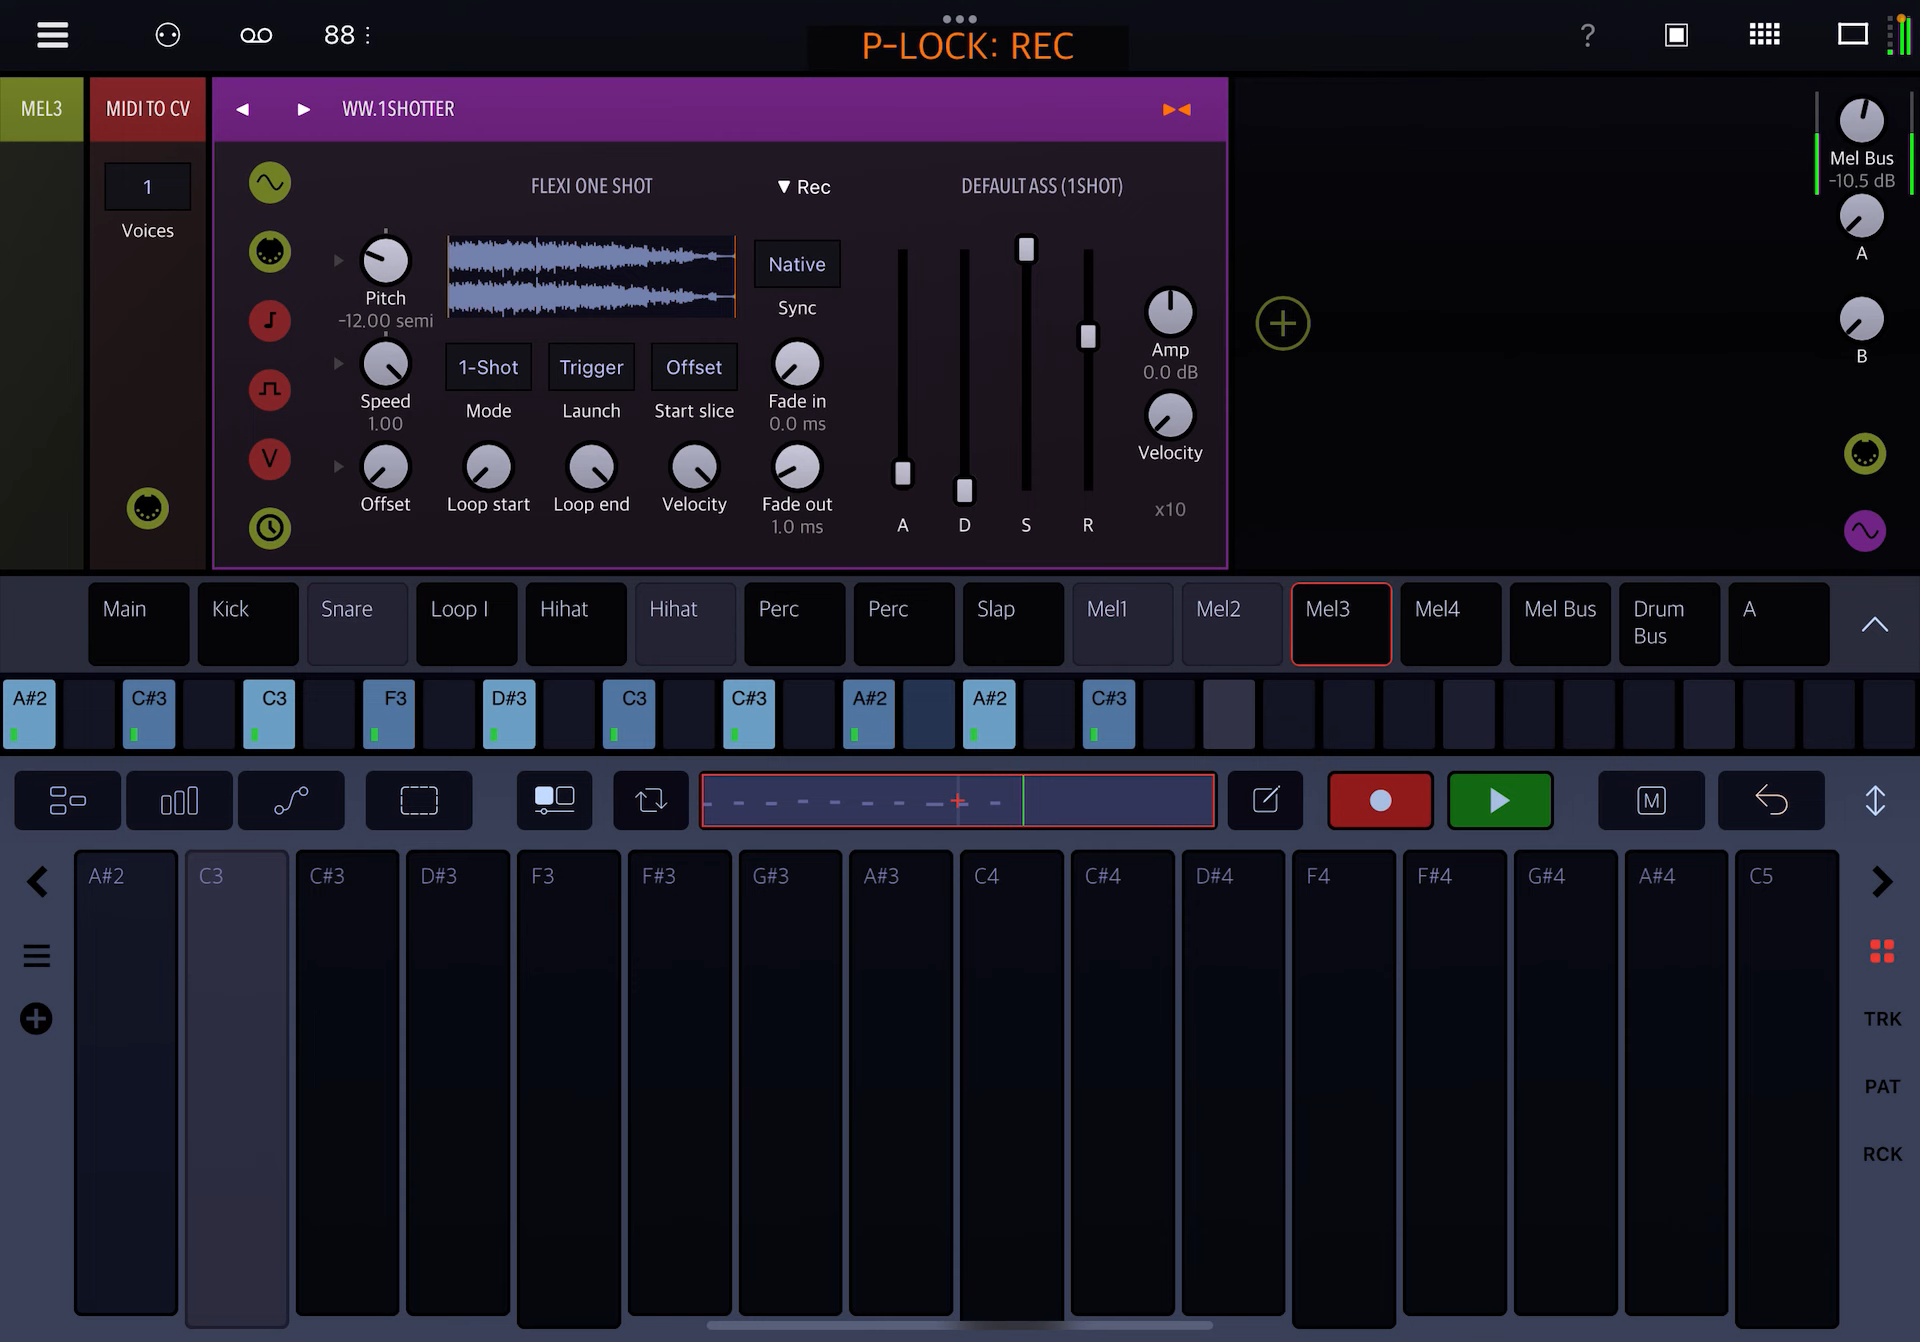 88
P-LOCK: REC
?
MEL3
MIDI TO CV
WW.1SHOTTER
1
Voices
FLEXI ONE SHOT
▼ Rec
DEFAULT ASS (1SHOT)
Pitch
-12.00 semi
Native
Sync
Speed
1.00
1-Shot
Mode
Trigger
Launch
Offset
Start slice
Fade in
0.0 ms
Offset
Loop start
Loop end
Velocity
Fade out
1.0 ms
A
D
S
R
Amp
0.0 dB
Velocity
x10
V
Mel Bus
-10.5 dB
A
B
Main
Kick
Snare
Loop I
Hihat
Hihat
Perc
Perc
Slap
Mel1
Mel2
Mel3
Mel4
Mel Bus
Drum
Bus
A
A#2
C#3
C3
F3
D#3
C3
C#3
A#2
A#2
C#3
M
A#2
C3
C#3
D#3
F3
F#3
G#3
A#3
C4
C#4
D#4
F4
F#4
G#4
A#4
C5
TRK
PAT
RCK